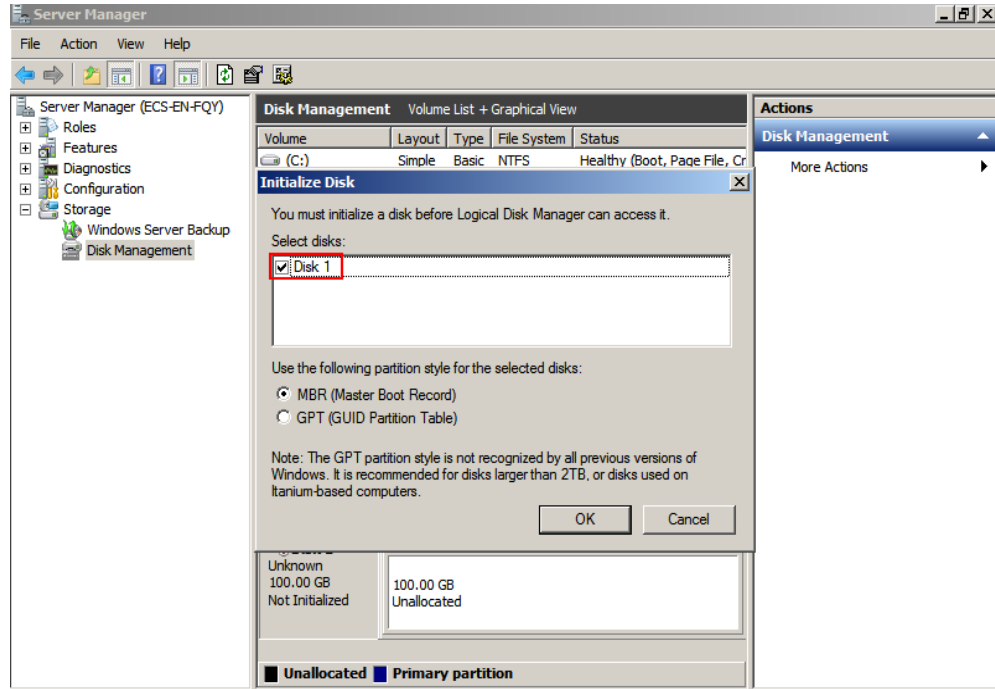 Server Manager
File Action View Help
Server Manager (ECS-EN-FQY)
Roles
Features
Diagnostics
Configuration
Storage
Windows Server Backup
Disk Management
Disk Management Volume List + Graphical View
Volume Layout Type File System Status
(C:) Simple Basic NTFS Healthy (Boot, Page File, Cr
Initialize Disk
You must initialize a disk before Logical Disk Manager can access it.
Select disks:
Disk 1
Use the following partition style for the selected disks:
MBR (Master Boot Record)
GPT (GUID Partition Table)
Note: The GPT partition style is not recognized by all previous versions of
Windows. It is recommended for disks larger than 2TB, or disks used on
Itanium-based computers.
OK Cancel
Unknown
100.00 GB
Not Initialized
100.00 GB
Unallocated
Unallocated Primary partition
Actions
Disk Management
More Actions